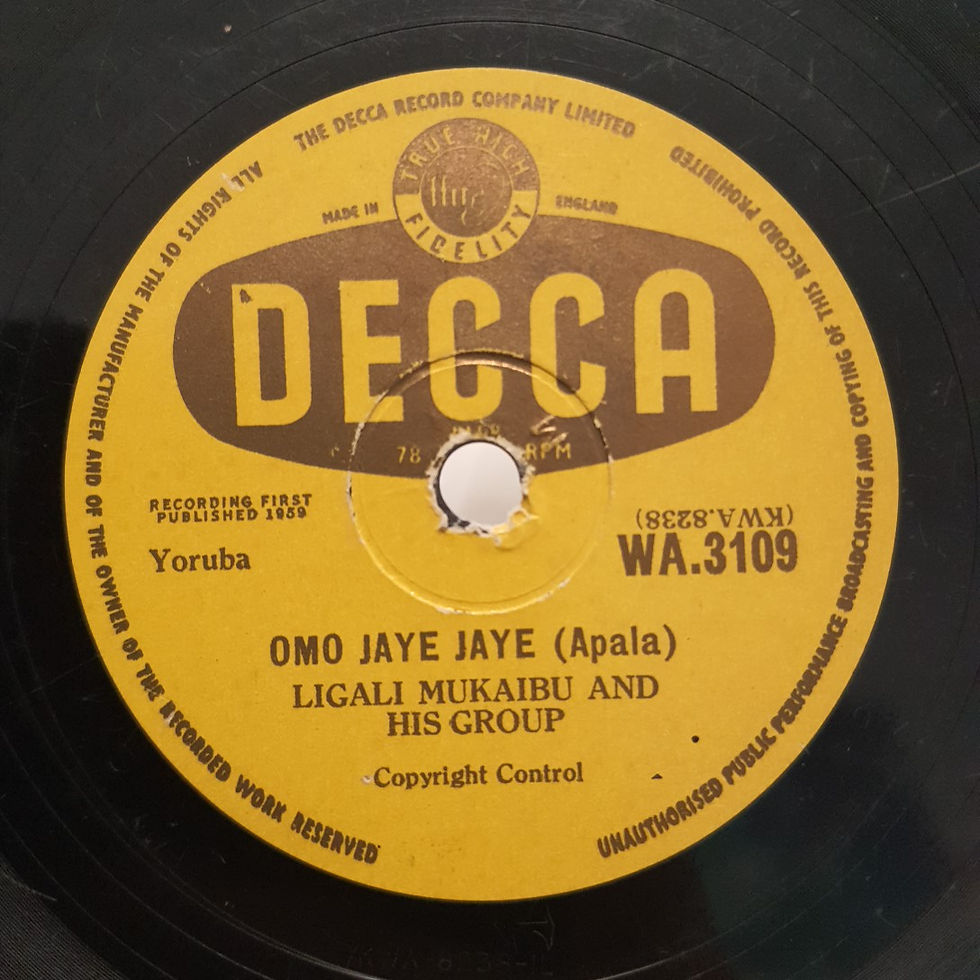 THE DECCA RECORD COMPANY LIMITED
ALL RIGHTS OF THE MANUFACTURER AND OF THE OWNER OF THE RECORDED WORK RESERVED
UNAUTHORISED PUBLIC PERFORMANCE BROADCASTING AND COPYING OF THIS RECORD PROHIBITED
TRUE HIGH
ffrr
FIDELITY
MADE IN ENGLAND
DECCA
78 RPM
RECORDING FIRST
PUBLISHED 1959
(KWA.8238)
Yoruba
WA.3109
OMO JAYE JAYE (Apala)
LIGALI MUKAIBU AND
HIS GROUP
Copyright Control